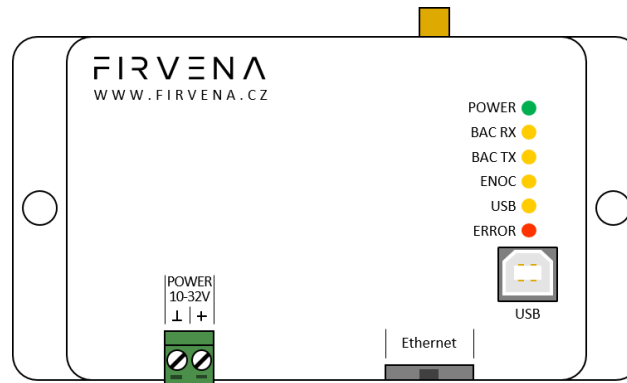 FIRVENA
WWW.FIRVENA.CZ
POWER
BAC RX
BAC TX
ENOC
USB
ERROR
USB
POWER
10-32V
⊥ +
Ethernet